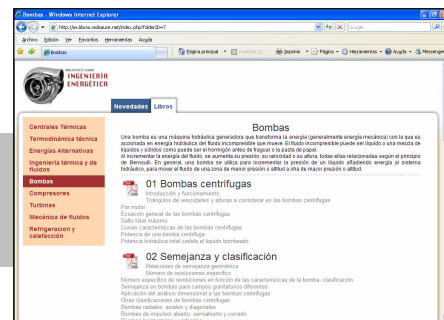 Bombas - Windows Internet Explorer
http://es.libros.redsauce.net/index.php?folderID=7
Google
Archivo Edición Ver Favoritos Herramientas Ayuda
Bombas
Página principal
Imprimir Página Herramientas Ayuda Messenger
INGENIERÍA
ENERGÉTICA
Novedades Libros
Centrales Térmicas
Termodinámica técnica
Energías Alternativas
Ingeniería térmica y de
fluidos
Bombas
Compresores
Turbinas
Mecánica de fluidos
Refrigeracion y
calefacción
Bombas
Una bomba es una máquina hidráulica generadora que transforma la energía (generalmente energía mecánica) con la que es
accionada en energía hidráulica del fluido incompresible que mueve. El fluido incompresible puede ser líquido o una mezcla de
líquidos y sólidos como puede ser el hormigón antes de fraguar o la pasta de papel.
Al incrementar la energía del fluido, se aumenta su presión, su velocidad o su altura, todas ellas relacionadas según el principio
de Bernoulli. En general, una bomba se utiliza para incrementar la presión de un líquido añadiendo energía al sistema
hidráulico, para mover el fluido de una zona de menor presión o altitud a otra de mayor presión o altitud.
01 Bombas centrífugas
Introducción y funcionamiento
Triángulos de velocidades y alturas a considerar en las bombas centrífugas
Par motor
Ecuación general de las bombas centrífugas
Salto total máximo
Curvas características de las bombas centrífugas
Potencia de una bomba centrífuga
Potencia hidráulica total cedida al líquido bombeado
02 Semejanza y clasificación
Relaciones de semejanza geométrica
Número de revoluciones específico
Número específico de revoluciones en función de las características de la bomba: clasificación
Semejanza en bombas para campos gravitatorios diferentes
Aplicación del análisis dimensional a las bombas centrífugas
Otras clasificaciones de bombas centrífugas
Bombas radiales, axiales y diagonales
Bombas de impulsor abierto, semiabierto y cerrado